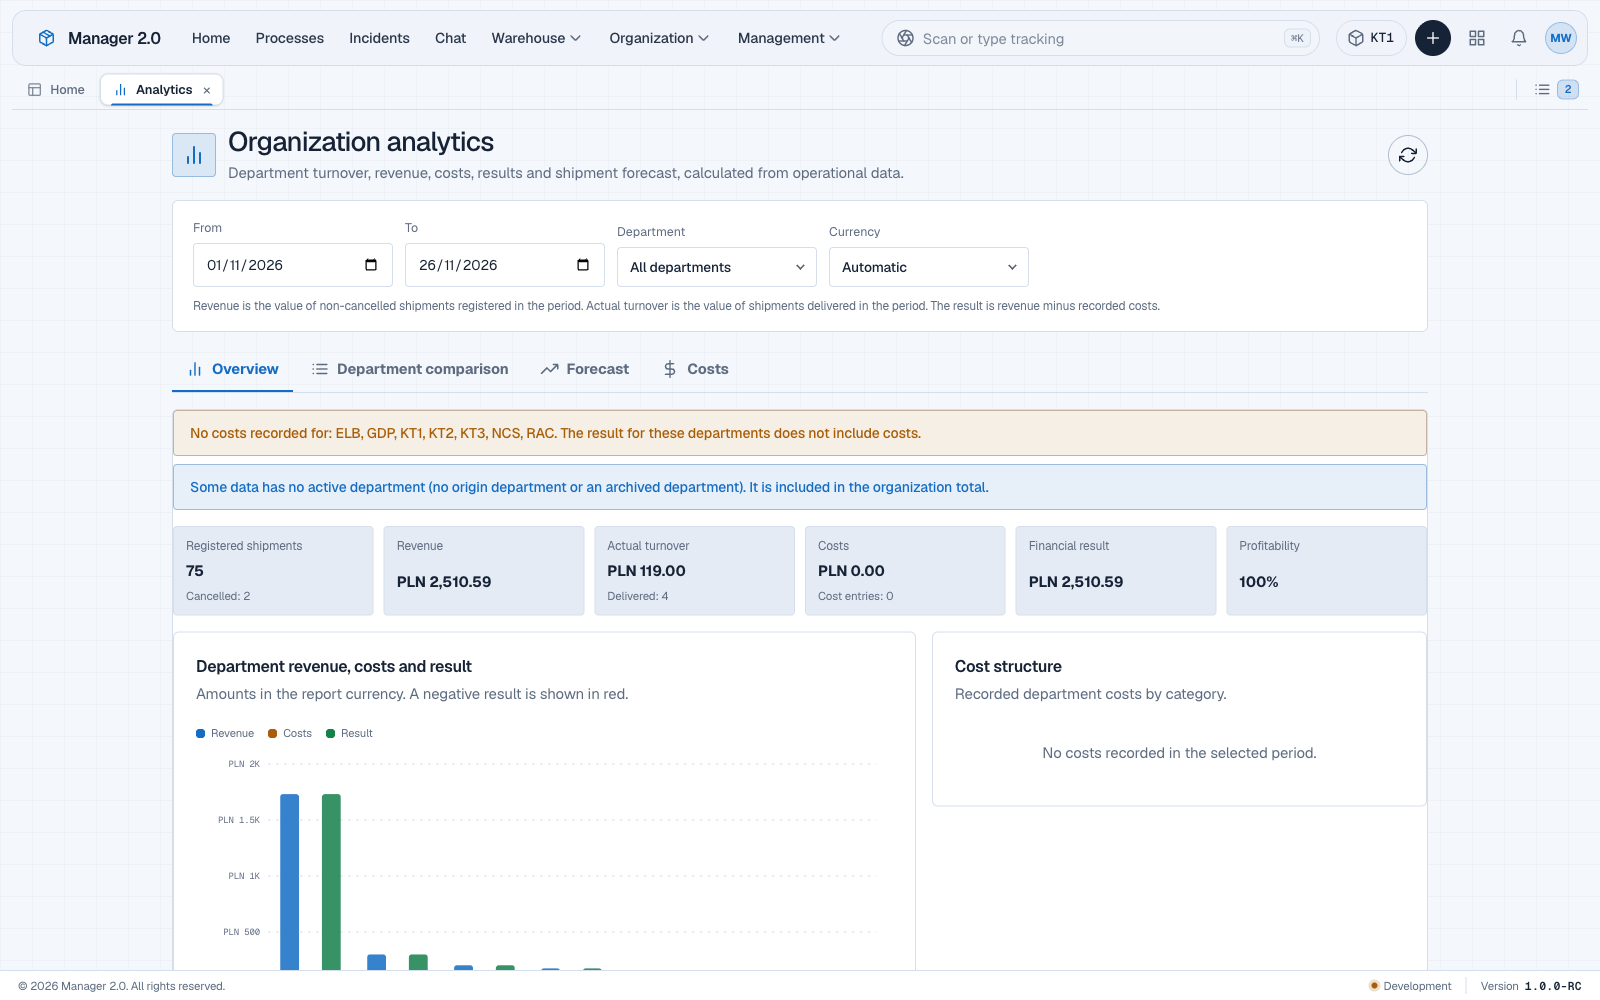 Manager 2.0
Home
Processes
Incidents
Chat
Warehouse
Organization
Management
Scan or type tracking
⌘K
KT1
MW
Home
Analytics
2
Organization analytics
Department turnover, revenue, costs, results and shipment forecast, calculated from operational data.
From
To
Department
Currency
01/11/2026
26/11/2026
All departments
Automatic
Revenue is the value of non-cancelled shipments registered in the period. Actual turnover is the value of shipments delivered in the period. The result is revenue minus recorded costs.
Overview
Department comparison
Forecast
Costs
No costs recorded for: ELB, GDP, KT1, KT2, KT3, NCS, RAC. The result for these departments does not include costs.
Some data has no active department (no origin department or an archived department). It is included in the organization total.
Registered shipments
75
Cancelled: 2
Revenue
PLN 2,510.59
Actual turnover
PLN 119.00
Delivered: 4
Costs
PLN 0.00
Cost entries: 0
Financial result
PLN 2,510.59
Profitability
100%
Department revenue, costs and result
Amounts in the report currency. A negative result is shown in red.
Revenue
Costs
Result
PLN 2K
PLN 1.5K
PLN 1K
PLN 500
Cost structure
Recorded department costs by category.
No costs recorded in the selected period.
© 2026 Manager 2.0. All rights reserved.
Development
Version 1.0.0-RC